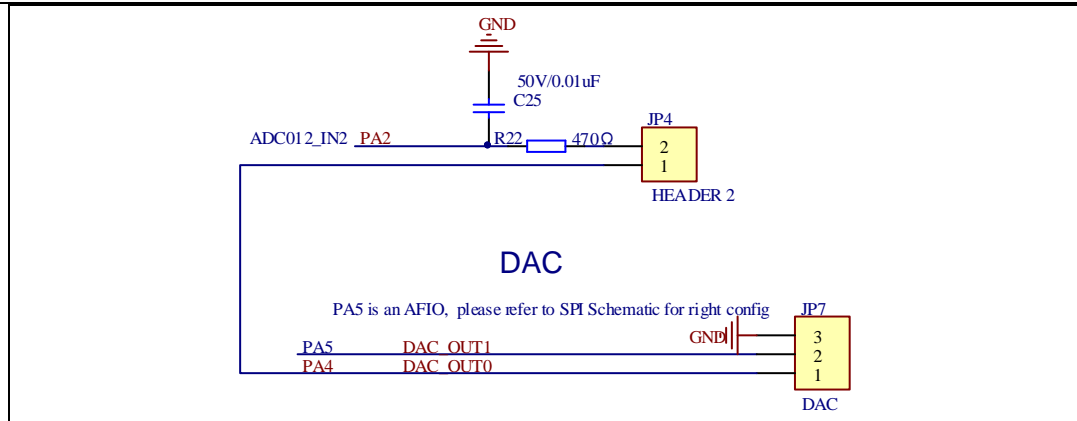 GND
50V/0.01uF
C25
JP4
ADC012_IN2 PA2 R22 470Ω 2
1
HEADER 2
DAC
PA5 is an AFIO, please refer to SPI Schematic for right config JP7
GND 3
PA5 DAC_OUT1 2
PA4 DAC_OUT0 1
DAC